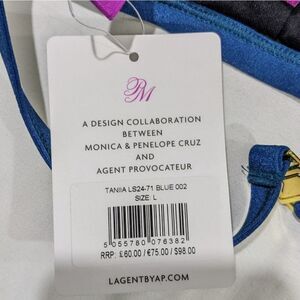 PM
A DESIGN COLLABORATION
BETWEEN
MONICA & PENELOPE CRUZ
AND
AGENT PROVOCATEUR
TANIIA LS24-71 BLUE 002
SIZE: L
5 055780 076382
RRP: £60.00/ €75.00 / $98.00
LAGENTBYAP.COM